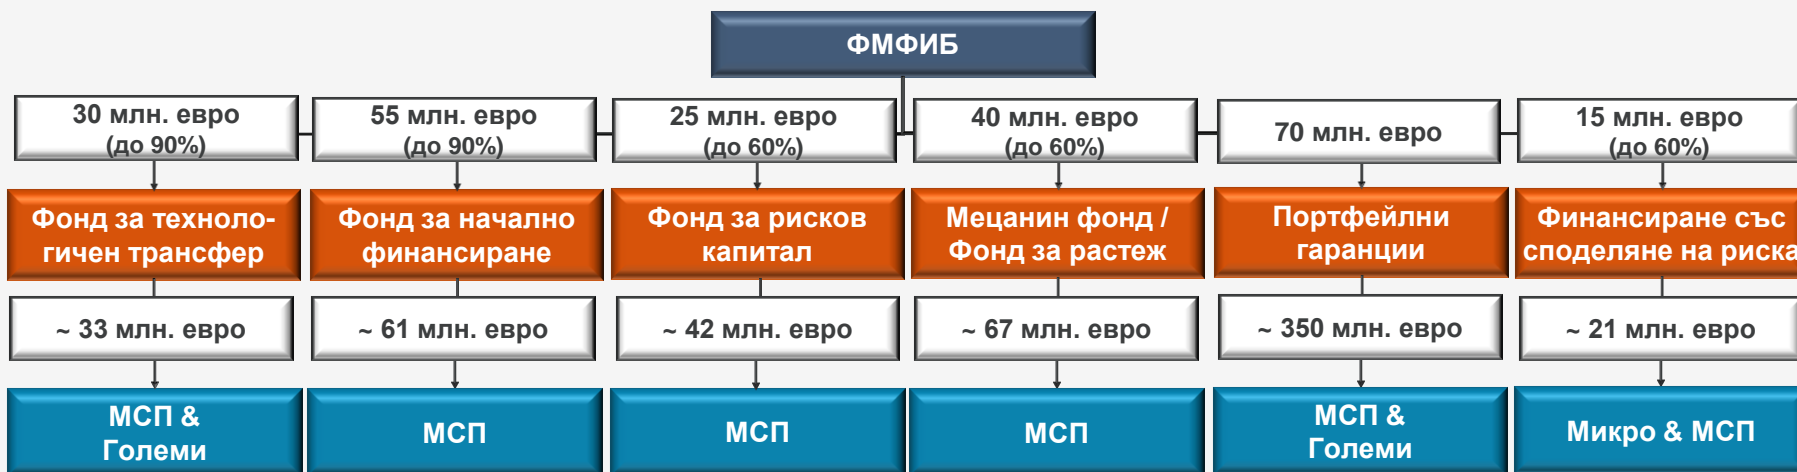 ФМФИБ
30 млн. евро
(до 90%)
55 млн. евро
(до 90%)
25 млн. евро
(до 60%)
40 млн. евро
(до 60%)
70 млн. евро
15 млн. евро
(до 60%)
Фонд за техноло-
гичен трансфер
Фонд за начално
финансиране
Фонд за рисков
капитал
Мецанин фонд /
Фонд за растеж
Портфейлни
гаранции
Финансиране със
споделяне на риска
~ 33 млн. евро
~ 61 млн. евро
~ 42 млн. евро
~ 67 млн. евро
~ 350 млн. евро
~ 21 млн. евро
МСП &
Големи
МСП
МСП
МСП
МСП &
Големи
Микро & МСП